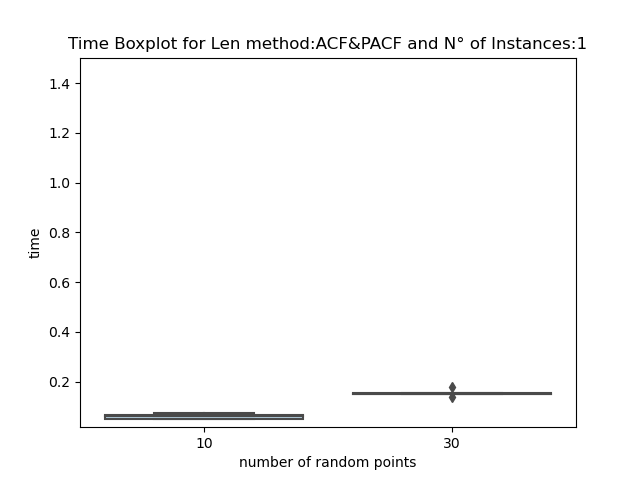 Time Boxplot for Len method:ACF&PACF and N° of Instances:1
1.4
1.2
1.0
0.8
0.6
0.4
0.2
time
10 30
number of random points